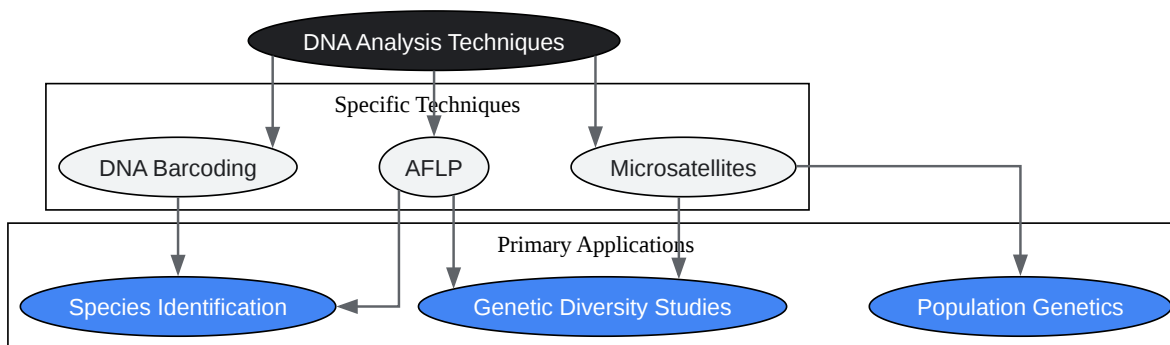 DNA Analysis Techniques
Specific Techniques
DNA Barcoding
AFLP
Microsatellites
Primary Applications
Species Identification
Genetic Diversity Studies
Population Genetics